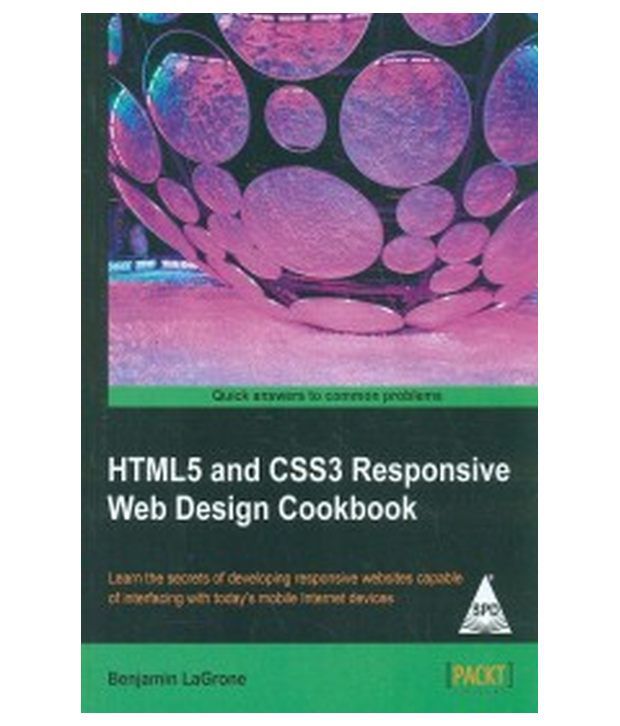 Quick answers to common problems
HTML5 and CSS3 Responsive
Web Design Cookbook
Learn the secrets of developing responsive websites capable
of interfacing with today's mobile Internet devices
SPD
Benjamin LaGrone
[PACKT]